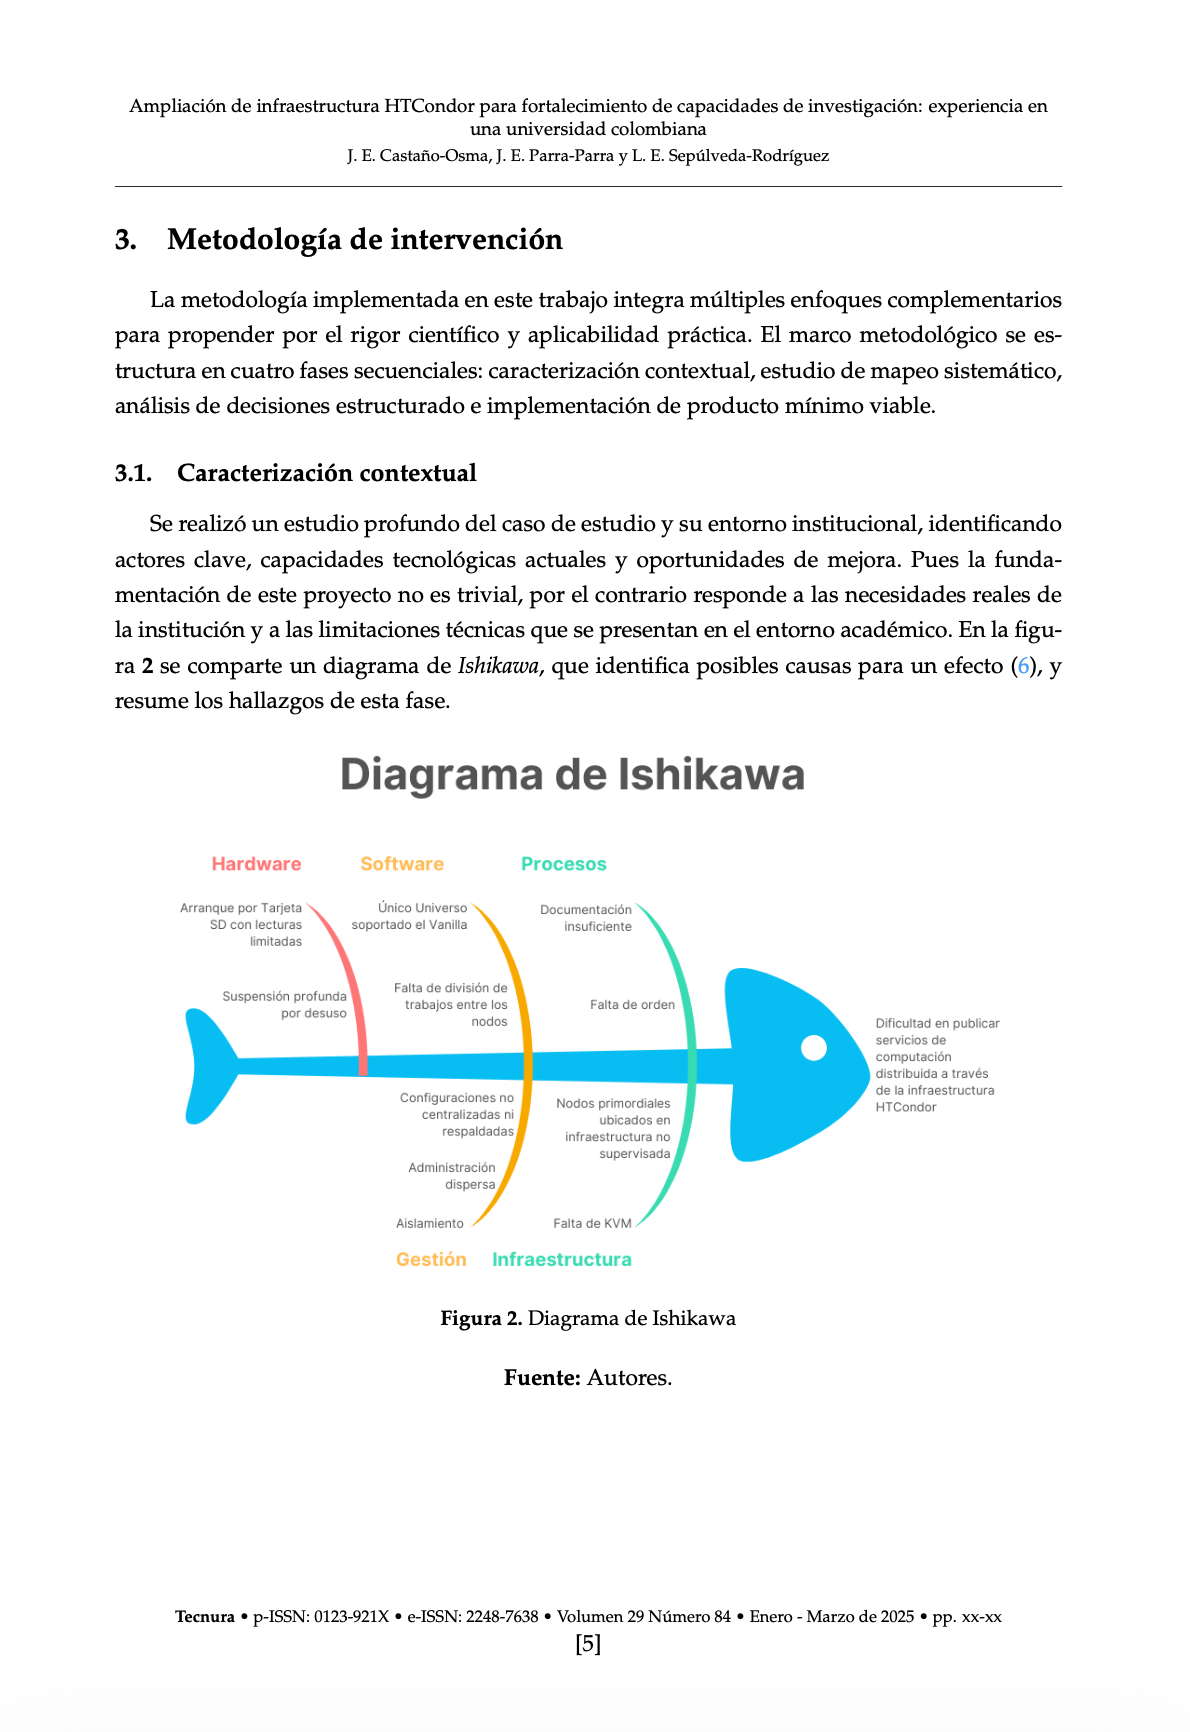 Ampliación de infraestructura HTCondor para fortalecimiento de capacidades de investigación: experiencia en
una universidad colombiana
J. E. Castaño-Osma, J. E. Parra-Parra y L. E. Sepúlveda-Rodríguez
3. Metodología de intervención
La metodología implementada en este trabajo integra múltiples enfoques complementarios
para propender por el rigor científico y aplicabilidad práctica. El marco metodológico se es-
tructura en cuatro fases secuenciales: caracterización contextual, estudio de mapeo sistemático,
análisis de decisiones estructurado e implementación de producto mínimo viable.
3.1. Caracterización contextual
Se realizó un estudio profundo del caso de estudio y su entorno institucional, identificando
actores clave, capacidades tecnológicas actuales y oportunidades de mejora. Pues la funda-
mentación de este proyecto no es trivial, por el contrario responde a las necesidades reales de
la institución y a las limitaciones técnicas que se presentan en el entorno académico. En la figu-
ra 2 se comparte un diagrama de Ishikawa, que identifica posibles causas para un efecto (6), y
resume los hallazgos de esta fase.
Diagrama de Ishikawa
Hardware
Arranque por Tarjeta
SD con lecturas
limitadas
Suspensión profunda
por desuso
Software
Único Universo
soportado el Vanilla
Falta de división de
trabajos entre los
nodos
Procesos
Documentación
insuficiente
Falta de orden
Configuraciones no
centralizadas ni
respaldadas
Administración
dispersa
Aislamiento
Gestión
Nodos primordiales
ubicados en
infraestructura no
supervisada
Falta de KVM
Infraestructura
Dificultad en publicar
servicios de
computación
distribuida a través
de la infraestructura
HTCondor
Figura 2. Diagrama de Ishikawa
Fuente: Autores.
Tecnura • p-ISSN: 0123-921X • e-ISSN: 2248-7638 • Volumen 29 Número 84 • Enero - Marzo de 2025 • pp. xx-xx
[5]